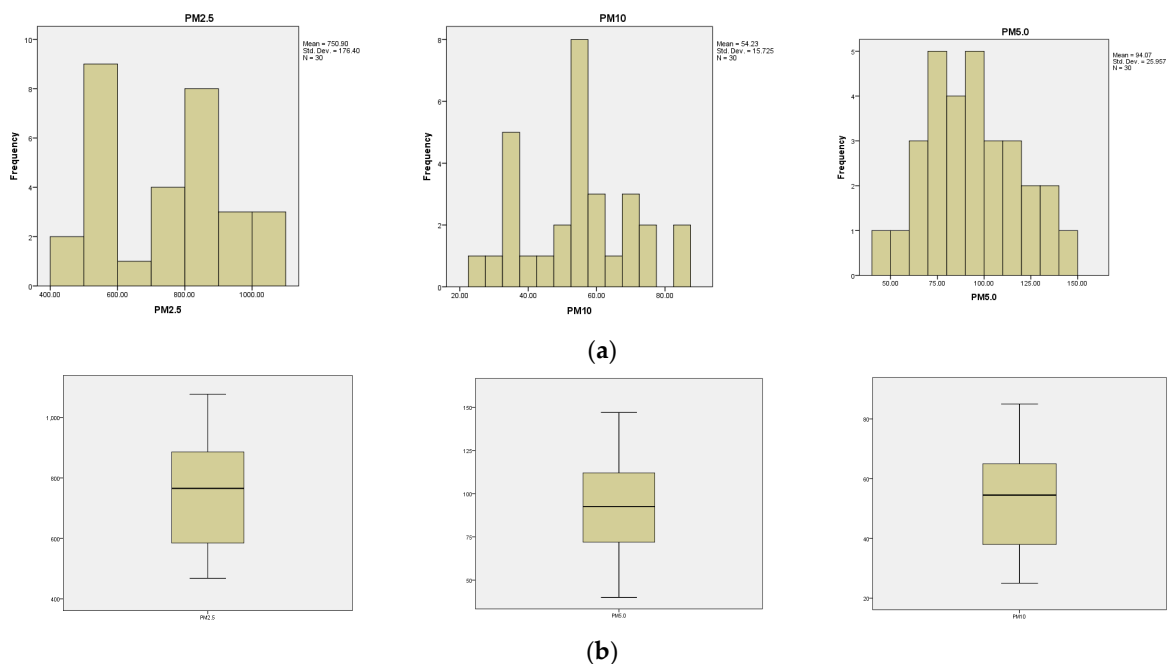 PM2.5
Mean = 750.90
Std. Dev. = 176.40
N = 30
10
8
6
4
2
0
Frequency
400.00 600.00 800.00 1000.00
PM2.5
PM10
Mean = 54.23
Std. Dev. = 15.725
N = 30
8
6
4
2
0
Frequency
20.00 40.00 60.00 80.00
PM10
PM5.0
Mean = 94.07
Std. Dev. = 25.957
N = 30
5
4
3
2
1
0
Frequency
50.00 75.00 100.00 125.00 150.00
PM5.0
(a)
1,000
800
600
400
PM2.5
150
125
100
75
50
PM5.0
80
60
40
20
PM10
(b)